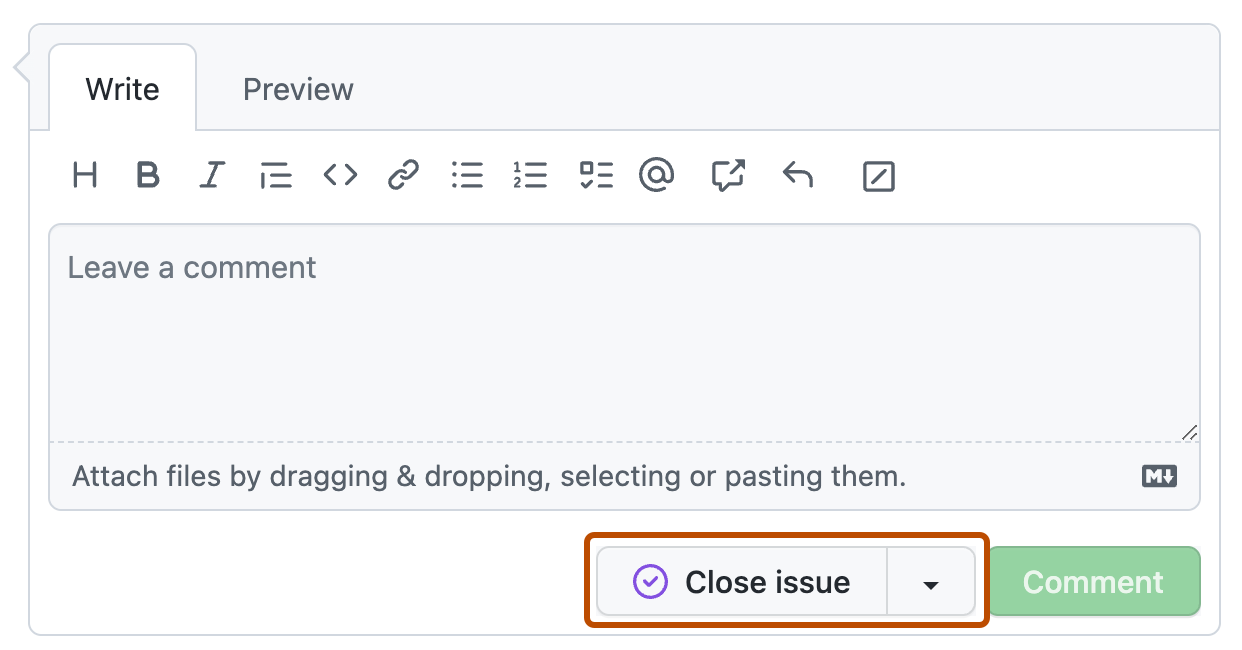 Write Preview
Leave a comment
Attach files by dragging & dropping, selecting or pasting them.
Close issue Comment